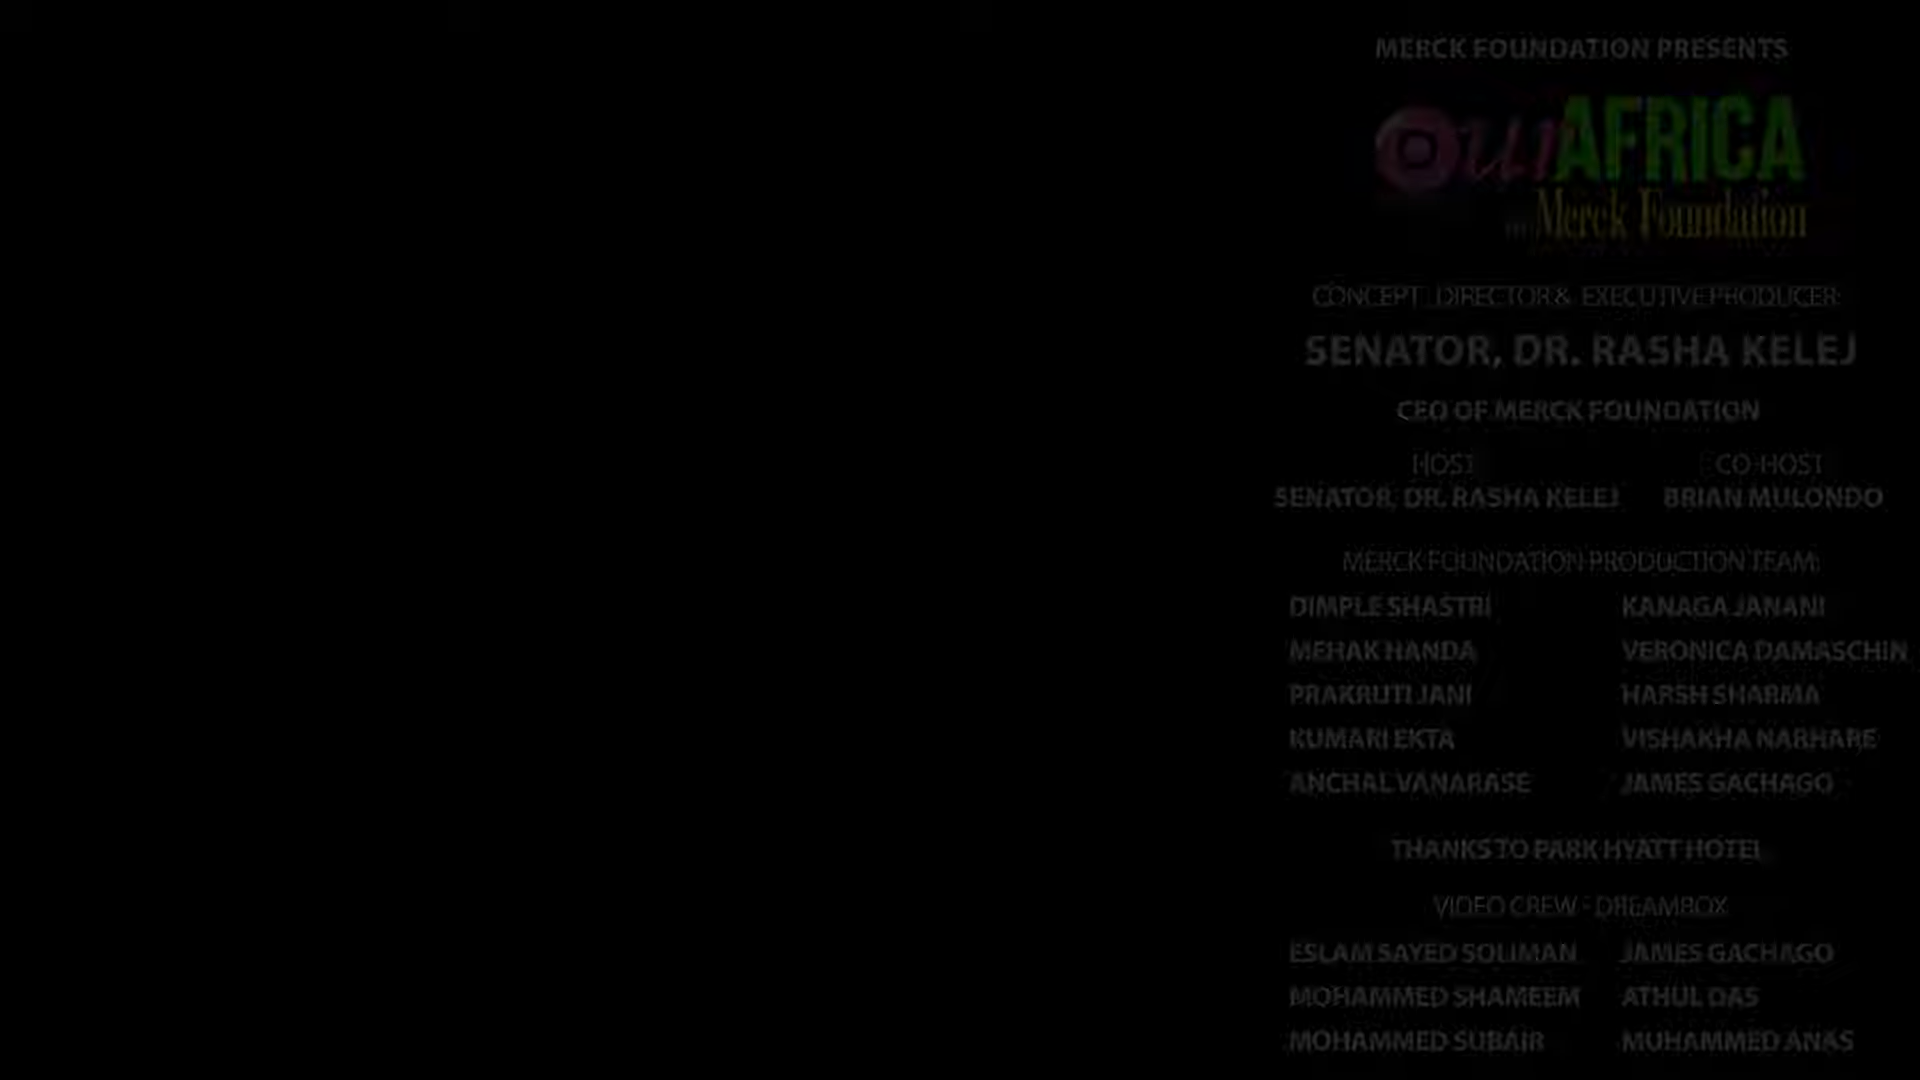 MERCK FOUNDATION PRESENTS
Our AFRICA
by Merck Foundation
CONCEPT, DIRECTOR & EXECUTIVE PRODUCER:
SENATOR, DR. RASHA KELEJ
CEO OF MERCK FOUNDATION
HOST CO-HOST
SENATOR, DR. RASHA KELEJ BRIAN MULONDO
MERCK FOUNDATION PRODUCTION TEAM:
DIMPLE SHASTRI KANAGA JANANI
MEHAK HANDA VERONICA DAMASCHIN
PRAKRUTI JANI HARSH SHARMA
KUMARI EKTA VISHAKHA NARHARE
ANCHAL VANARASE JAMES GACHAGO
THANKS TO PARK HYATT HOTEL
VIDEO CREW - DREAMBOX
ESLAM SAYED SOLIMAN JAMES GACHAGO
MOHAMMED SHAMEEM ATHUL DAS
MOHAMMED SUBAIR MUHAMMED ANAS